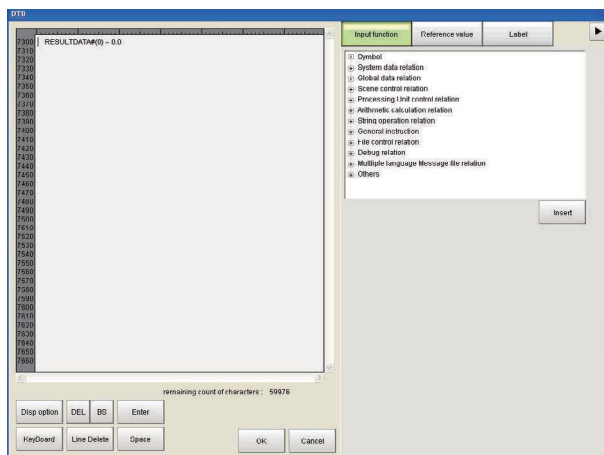 DT0
7300 RESULTDATA#(0) = 0.0
7310
7320
7330
7340
7350
7360
7370
7380
7390
7400
7410
7420
7430
7440
7450
7460
7470
7480
7490
7500
7510
7520
7530
7540
7550
7560
7570
7580
7590
7600
7610
7620
7630
7640
7650
7660
remaining count of characters : 59976
Disp option DEL BS Enter
KeyBoard Line Delete Space OK Cancel
Input function Reference value Label
Dymbol
System data relation
Global data relation
Scene control relation
Processing Unit control relation
Arithmetic calculation relation
String operation relation
General instruction
File control relation
Debug relation
Multiple language Message file relation
Others
Insert